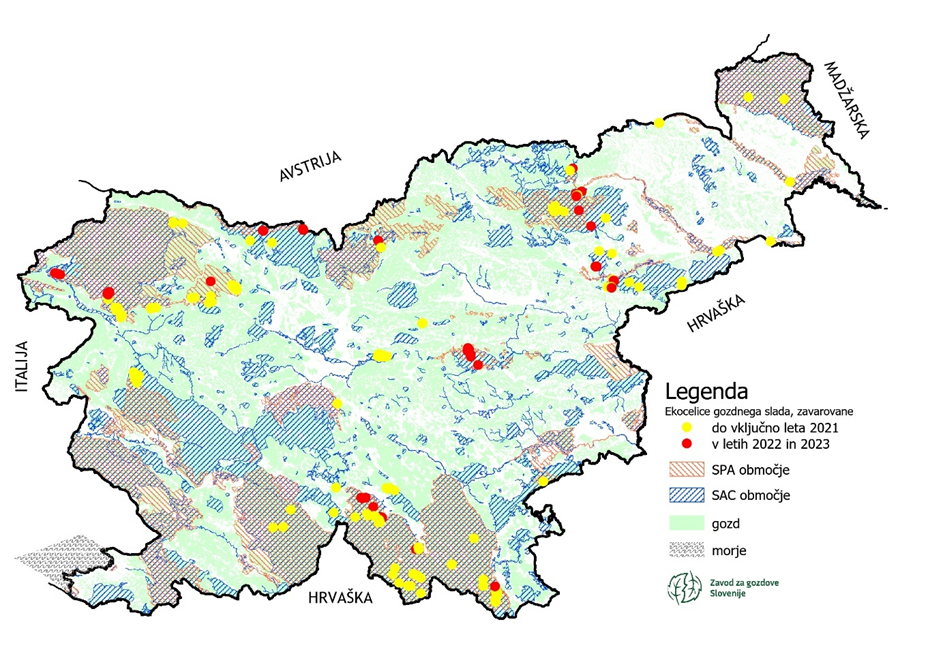 MADŽARSKA
AVSTRIJA
HRVAŠKA
ITALIJA
HRVAŠKA
Legenda
Ekocelice gozdnega slada, zavarovane
do vključno leta 2021
v letih 2022 in 2023
SPA območje
SAC območje
gozd
morje
Zavod za gozdove
Slovenije